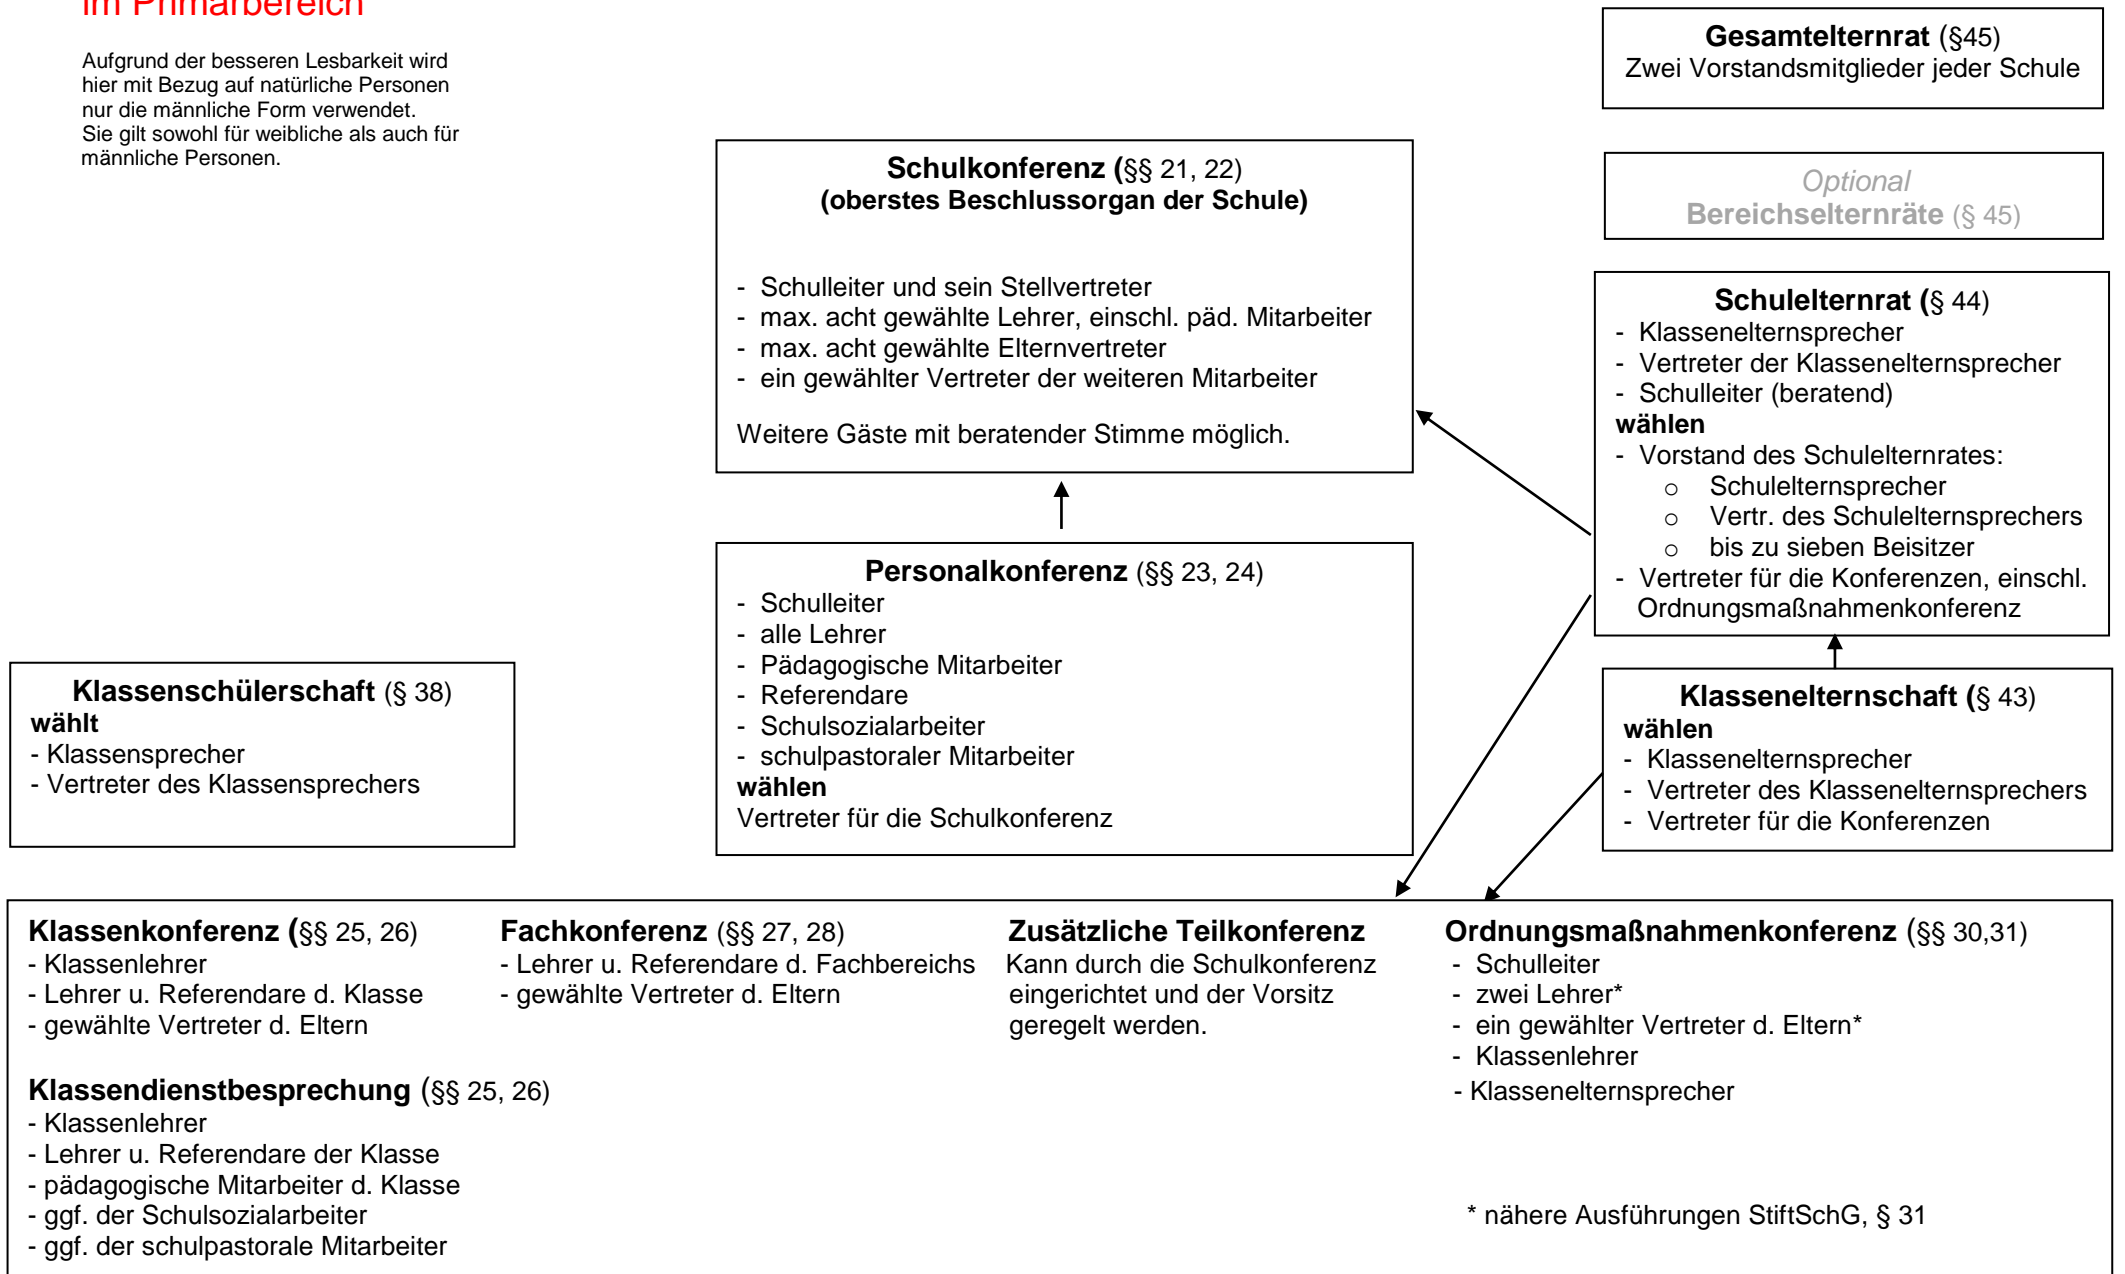 im Primarbereich
Aufgrund der besseren Lesbarkeit wird
hier mit Bezug auf natürliche Personen
nur die männliche Form verwendet.
Sie gilt sowohl für weibliche als auch für
männliche Personen.
Gesamtelternrat (§45)
Zwei Vorstandsmitglieder jeder Schule
Optional
Bereichselternräte (§ 45)
Schulkonferenz (§§ 21, 22)
(oberstes Beschlussorgan der Schule)
- Schulleiter und sein Stellvertreter
- max. acht gewählte Lehrer, einschl. päd. Mitarbeiter
- max. acht gewählte Elternvertreter
- ein gewählter Vertreter der weiteren Mitarbeiter
Weitere Gäste mit beratender Stimme möglich.
Schulelternrat (§ 44)
- Klassenelternsprecher
- Vertreter der Klassenelternsprecher
- Schulleiter (beratend)
wählen
- Vorstand des Schulelternrates:
o Schulelternsprecher
o Vertr. des Schulelternsprechers
o bis zu sieben Beisitzer
- Vertreter für die Konferenzen, einschl.
Ordnungsmaßnahmenkonferenz
Personalkonferenz (§§ 23, 24)
- Schulleiter
- alle Lehrer
- Pädagogische Mitarbeiter
- Referendare
- Schulsozialarbeiter
- schulpastoraler Mitarbeiter
wählen
Vertreter für die Schulkonferenz
Klassenschülerschaft (§ 38)
wählt
- Klassensprecher
- Vertreter des Klassensprechers
Klassenelternschaft (§ 43)
wählen
- Klassenelternsprecher
- Vertreter des Klassenelternsprechers
- Vertreter für die Konferenzen
Klassenkonferenz (§§ 25, 26)
- Klassenlehrer
- Lehrer u. Referendare d. Klasse
- gewählte Vertreter d. Eltern
Klassendienstbesprechung (§§ 25, 26)
- Klassenlehrer
- Lehrer u. Referendare der Klasse
- pädagogische Mitarbeiter d. Klasse
- ggf. der Schulsozialarbeiter
- ggf. der schulpastorale Mitarbeiter
Fachkonferenz (§§ 27, 28)
- Lehrer u. Referendare d. Fachbereichs
- gewählte Vertreter d. Eltern
Zusätzliche Teilkonferenz
Kann durch die Schulkonferenz
eingerichtet und der Vorsitz
geregelt werden.
Ordnungsmaßnahmenkonferenz (§§ 30,31)
- Schulleiter
- zwei Lehrer*
- ein gewählter Vertreter d. Eltern*
- Klassenlehrer
- Klassenelternsprecher
* nähere Ausführungen StiftSchG, § 31